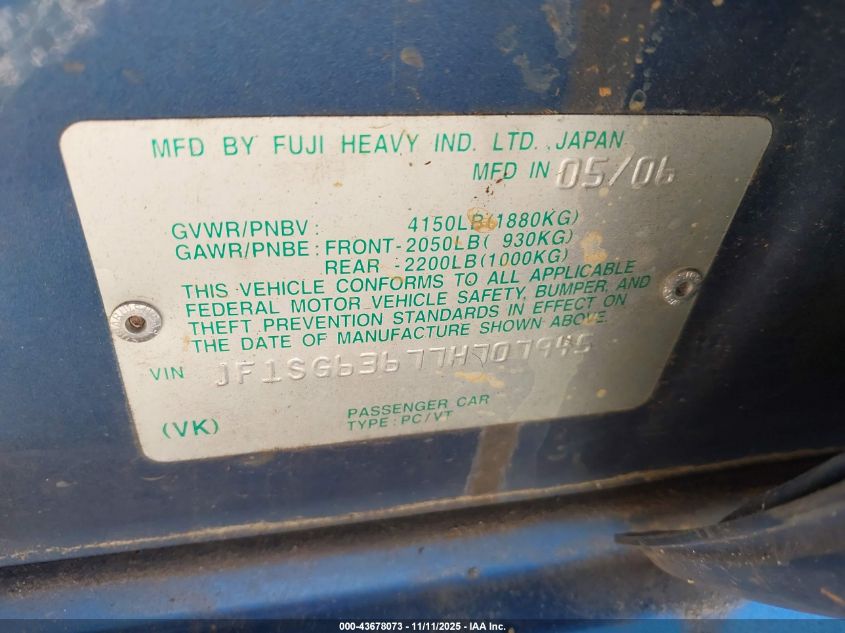 MFD BY FUJI HEAVY IND. LTD., JAPAN
MFD IN 05/06
GVWR/PNBV: 4150LB(1880KG)
GAWR/PNBE: FRONT-2050LB( 930KG)
REAR -2200LB(1000KG)
THIS VEHICLE CONFORMS TO ALL APPLICABLE
FEDERAL MOTOR VEHICLE SAFETY, BUMPER, AND
THEFT PREVENTION STANDARDS IN EFFECT ON
THE DATE OF MANUFACTURE SHOWN ABOVE.
VIN JF1SG63677H707945
PASSENGER CAR
(VK) TYPE:PC/VT
000-43678073 - 11/11/2025 - IAA Inc.